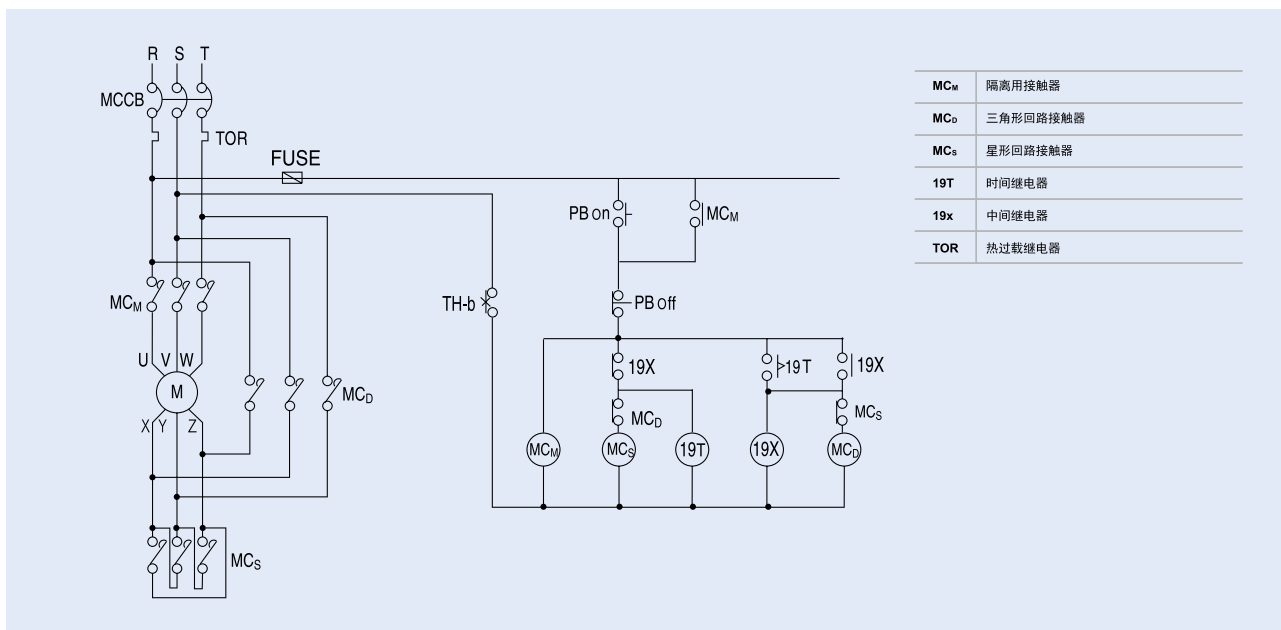 R S T
MCCB
TOR
FUSE
PB on
MCM
TH-b
PB off
MCM
U V W
M
X Y Z
MCD
19X
19T
19X
MCD
MCS
MCM
MCS
19T
19X
MCD
MCS
MCM 隔离用接触器
MCD 三角形回路接触器
MCS 星形回路接触器
19T 时间继电器
19x 中间继电器
TOR 热过载继电器